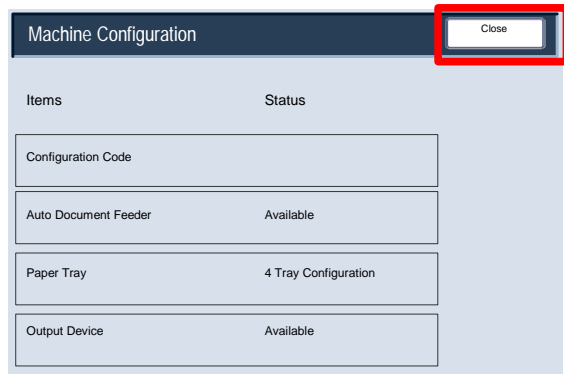 Machine Configuration
Close
Items Status
Configuration Code
Auto Document Feeder Available
Paper Tray 4 Tray Configuration
Output Device Available